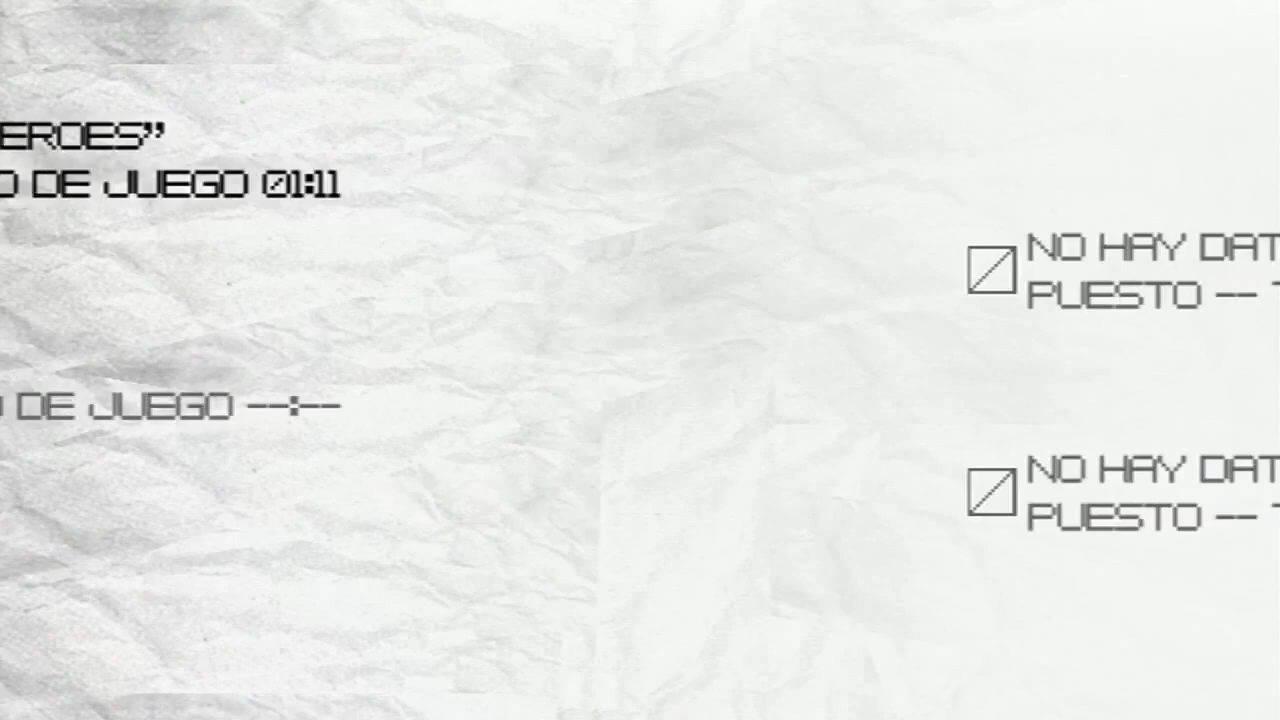 EROES”
O DE JUEGO 01:11
DE JUEGO --:--
NO HAY DAT
PUESTO --
NO HAY DAT
PUESTO --